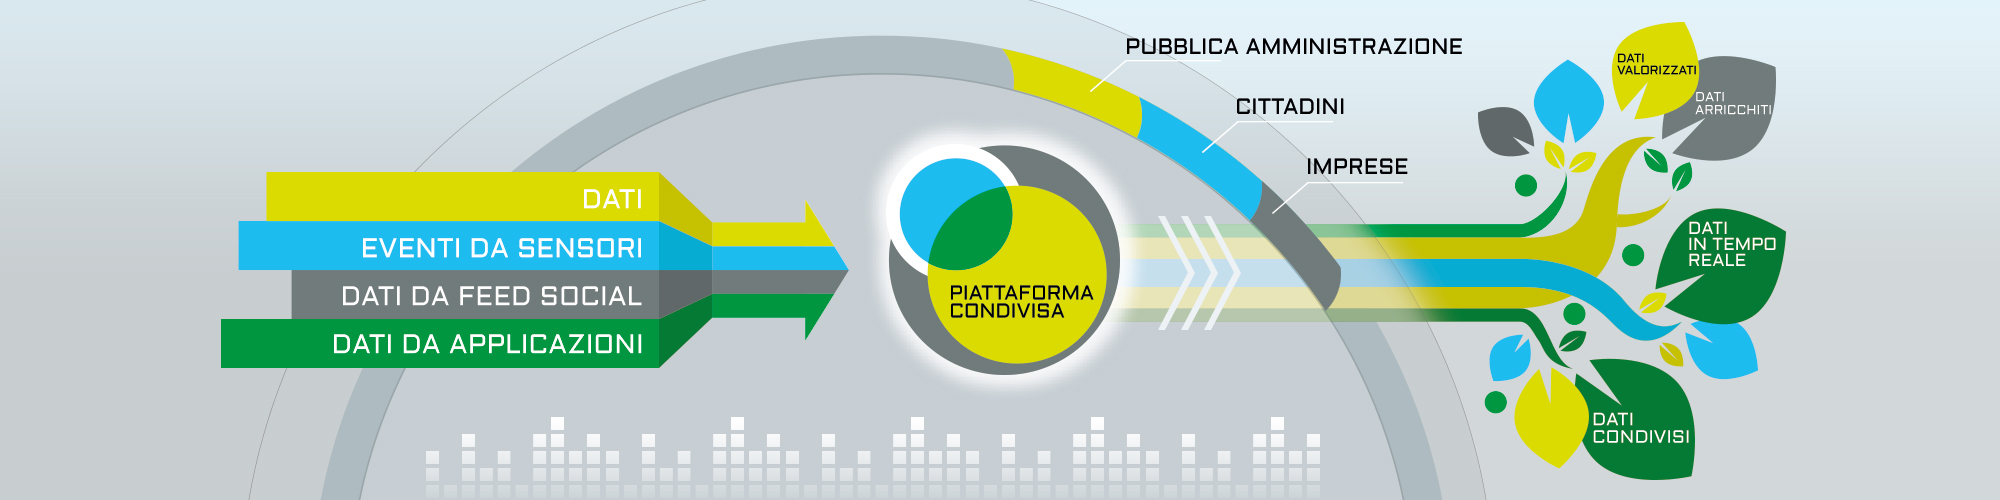 DATI
EVENTI DA SENSORI
DATI DA FEED SOCIAL
DATI DA APPLICAZIONI
PIATTAFORMA
CONDIVISA
PUBBLICA AMMINISTRAZIONE
CITTADINI
IMPRESE
DATI
VALORIZZATI
DATI
ARRICCHITI
DATI
IN TEMPO
REALE
DATI
CONDIVISI